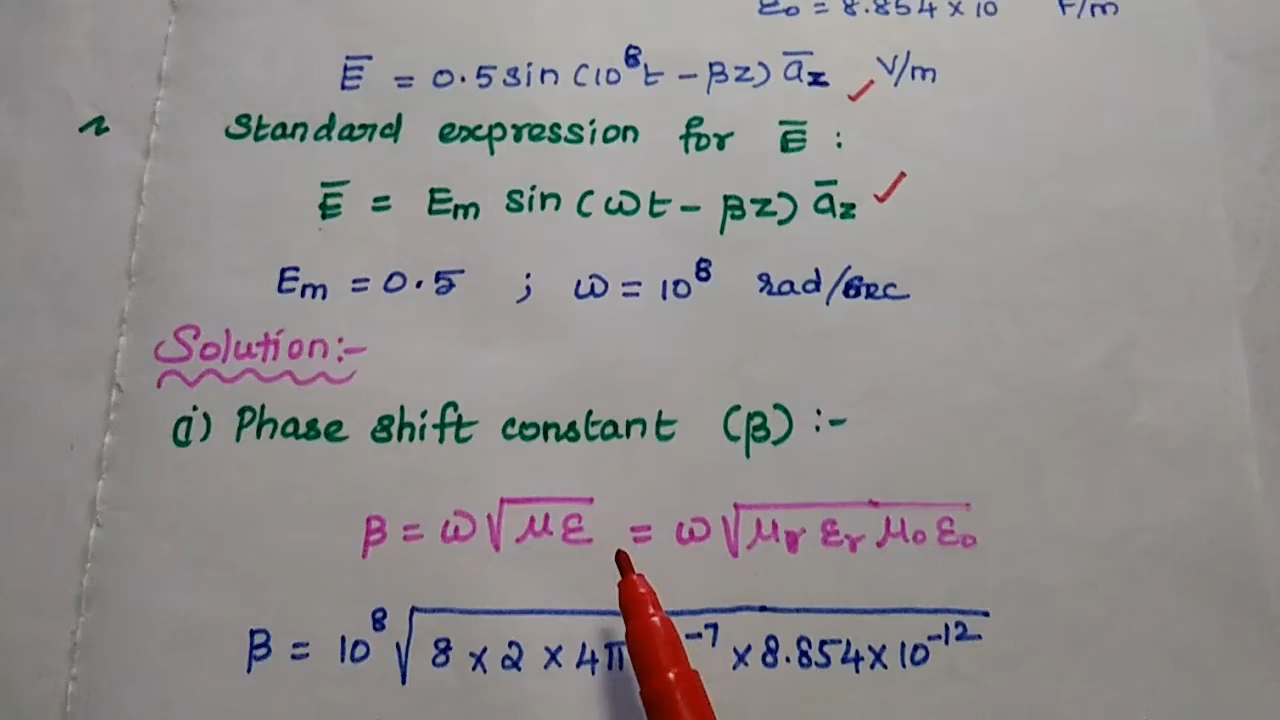 ε₀ = 8.854 × 10 F/m
E̅ = 0.5 sin (10⁸t − βz) a̅z V/m
Standard expression for E̅ :
E̅ = Em sin (ωt − βz) a̅z
Em = 0.5 ; ω = 10⁸ rad/sec
Solution:-
(i) Phase shift constant (β) :-
β = ω√με = ω√μr εr μ₀ ε₀
β = 10⁸ √8 × 2 × 4π ⁻⁷ × 8.854 × 10⁻¹²